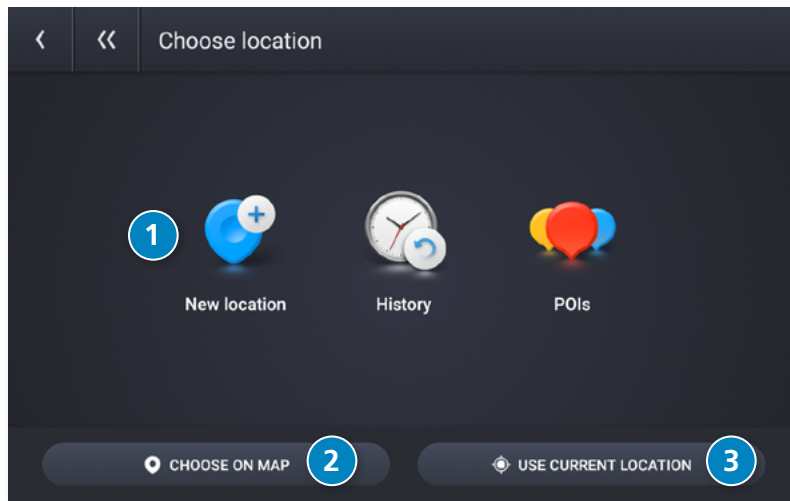 Choose location
1
New location
History
POIs
CHOOSE ON MAP
2
USE CURRENT LOCATION
3